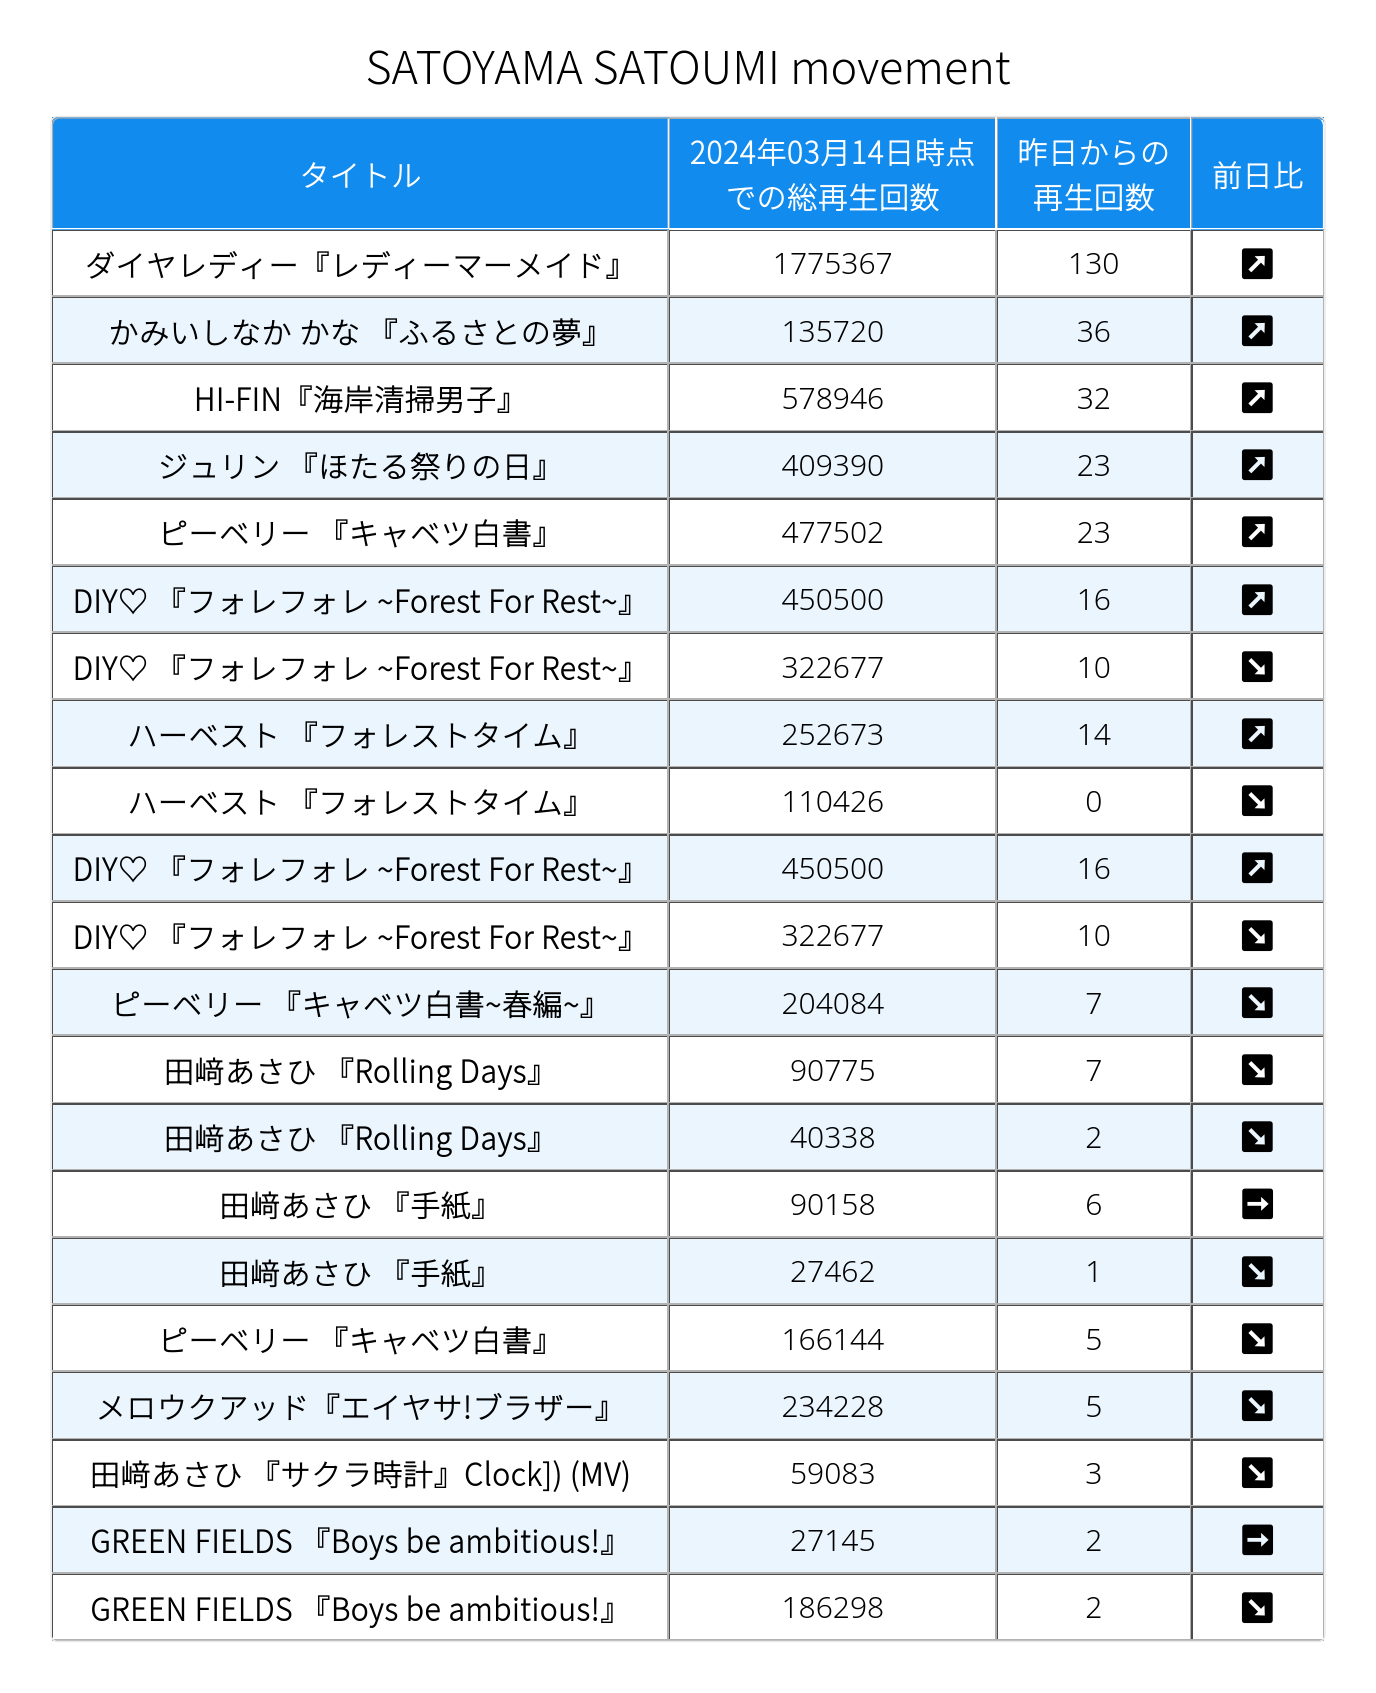 SATOYAMA SATOUMI movement
タイトル 2024年03月14日時点での総再生回数 昨日からの再生回数 前日比
ダイヤレディー『レディーマーメイド』 1775367 130 ↗
かみいしなか かな 『ふるさとの夢』 135720 36 ↗
HI-FIN『海岸清掃男子』 578946 32 ↗
ジュリン 『ほたる祭りの日』 409390 23 ↗
ピーベリー 『キャベツ白書』 477502 23 ↗
DIY♡ 『フォレフォレ ~Forest For Rest~』 450500 16 ↗
DIY♡ 『フォレフォレ ~Forest For Rest~』 322677 10 ↘
ハーベスト 『フォレストタイム』 252673 14 ↗
ハーベスト 『フォレストタイム』 110426 0 ↘
DIY♡ 『フォレフォレ ~Forest For Rest~』 450500 16 ↗
DIY♡ 『フォレフォレ ~Forest For Rest~』 322677 10 ↘
ピーベリー 『キャベツ白書~春編~』 204084 7 ↘
田﨑あさひ 『Rolling Days』 90775 7 ↘
田﨑あさひ 『Rolling Days』 40338 2 ↘
田﨑あさひ 『手紙』 90158 6 →
田﨑あさひ 『手紙』 27462 1 ↘
ピーベリー 『キャベツ白書』 166144 5 ↘
メロウクアッド『エイヤサ!ブラザー』 234228 5 ↘
田﨑あさひ 『サクラ時計』Clock]) (MV) 59083 3 ↘
GREEN FIELDS 『Boys be ambitious!』 27145 2 →
GREEN FIELDS 『Boys be ambitious!』 186298 2 ↘